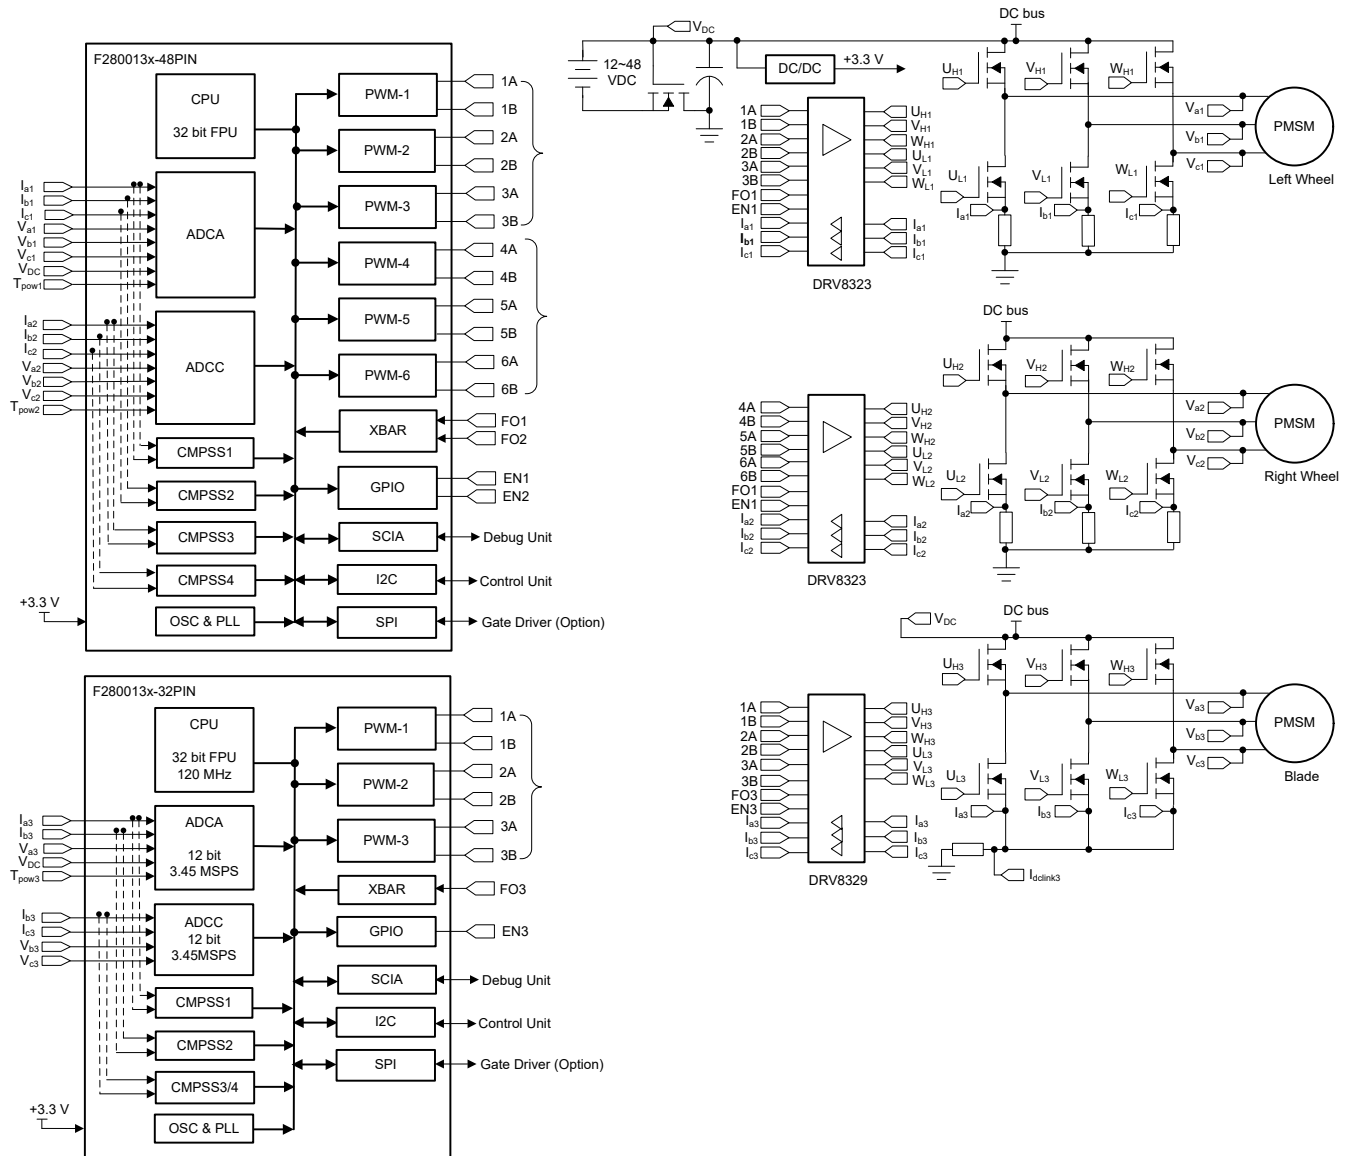 F280013x-48PIN
CPU
32 bit FPU
ADCA
ADCC
CMPSS1
CMPSS2
CMPSS3
CMPSS4
OSC & PLL
PWM-1
PWM-2
PWM-3
PWM-4
PWM-5
PWM-6
XBAR
GPIO
SCIA
I2C
SPI
Ia1
Ib1
Ic1
Va1
Vb1
Vc1
VDC
Tpow1
Ia2
Ib2
Ic2
Va2
Vb2
Vc2
Tpow2
+3.3 V
1A
1B
2A
2B
3A
3B
4A
4B
5A
5B
6A
6B
FO1
FO2
EN1
EN2
Debug Unit
Control Unit
Gate Driver (Option)
F280013x-32PIN
CPU
32 bit FPU
120 MHz
ADCA
12 bit
3.45 MSPS
ADCC
12 bit
3.45MSPS
CMPSS1
CMPSS2
CMPSS3/4
OSC & PLL
PWM-1
PWM-2
PWM-3
XBAR
GPIO
SCIA
I2C
SPI
Ia3
Ib3
Va3
VDC
Tpow3
Ib3
Ic3
Vb3
Vc3
+3.3 V
1A
1B
2A
2B
3A
3B
FO3
EN3
Debug Unit
Control Unit
Gate Driver (Option)
VDC
12~48
VDC
DC/DC
+3.3 V
1A
1B
2A
2B
3A
3B
FO1
EN1
Ia1
Ib1
Ic1
UH1
VH1
WH1
UL1
VL1
WL1
Ia1
Ib1
Ic1
DRV8323
DC bus
UH1
VH1
WH1
UL1
VL1
WL1
Ia1
Ib1
Ic1
Va1
Vb1
Vc1
PMSM
Left Wheel
4A
4B
5A
5B
6A
6B
FO1
EN1
Ia2
Ib2
Ic2
UH2
VH2
WH2
UL2
VL2
WL2
Ia2
Ib2
Ic2
DRV8323
DC bus
UH2
VH2
WH2
UL2
VL2
WL2
Ia2
Ib2
Ic2
Va2
Vb2
Vc2
PMSM
Right Wheel
1A
1B
2A
2B
3A
3B
FO3
EN3
Ia3
Ib3
Ic3
UH3
VH3
WH3
UL3
VL3
WL3
Ia3
Ib3
Ic3
DRV8329
VDC
DC bus
UH3
VH3
WH3
UL3
VL3
WL3
Ia3
Ib3
Ic3
Idclink3
Va3
Vb3
Vc3
PMSM
Blade